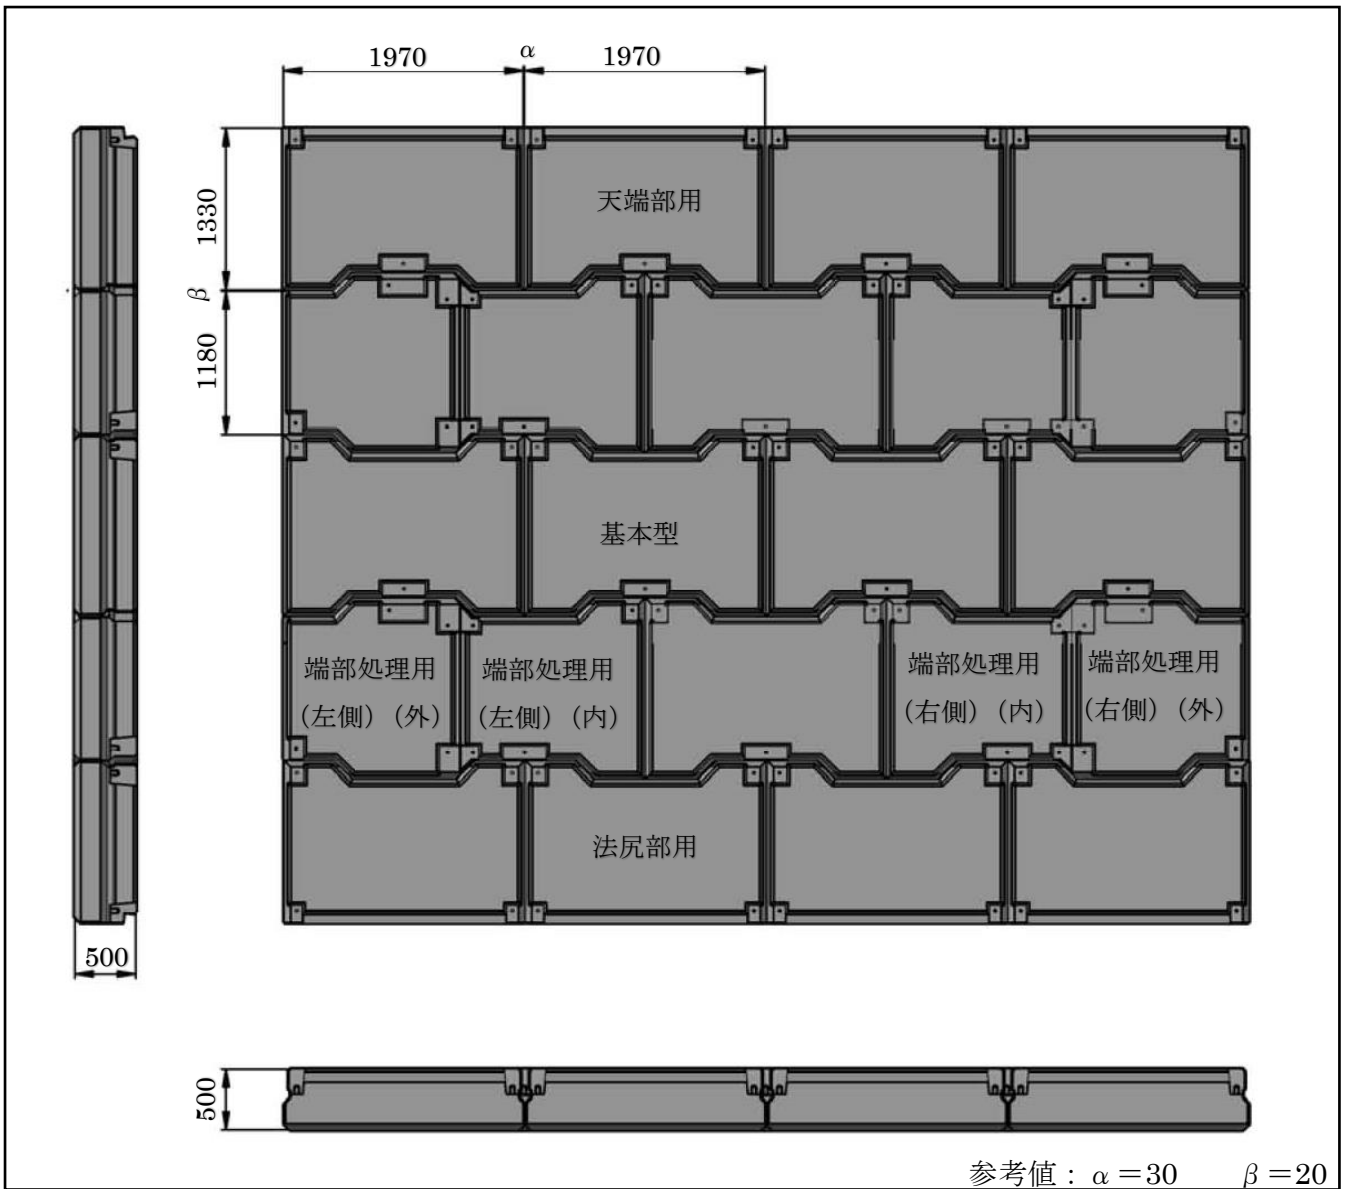 1970 α 1970
1330
天端部用
β
1180
基本型
端部処理用
(左側)(外)
端部処理用
(左側)(内)
端部処理用
(右側)(内)
端部処理用
(右側)(外)
法尻部用
500
500
参考値：α＝30 β＝20